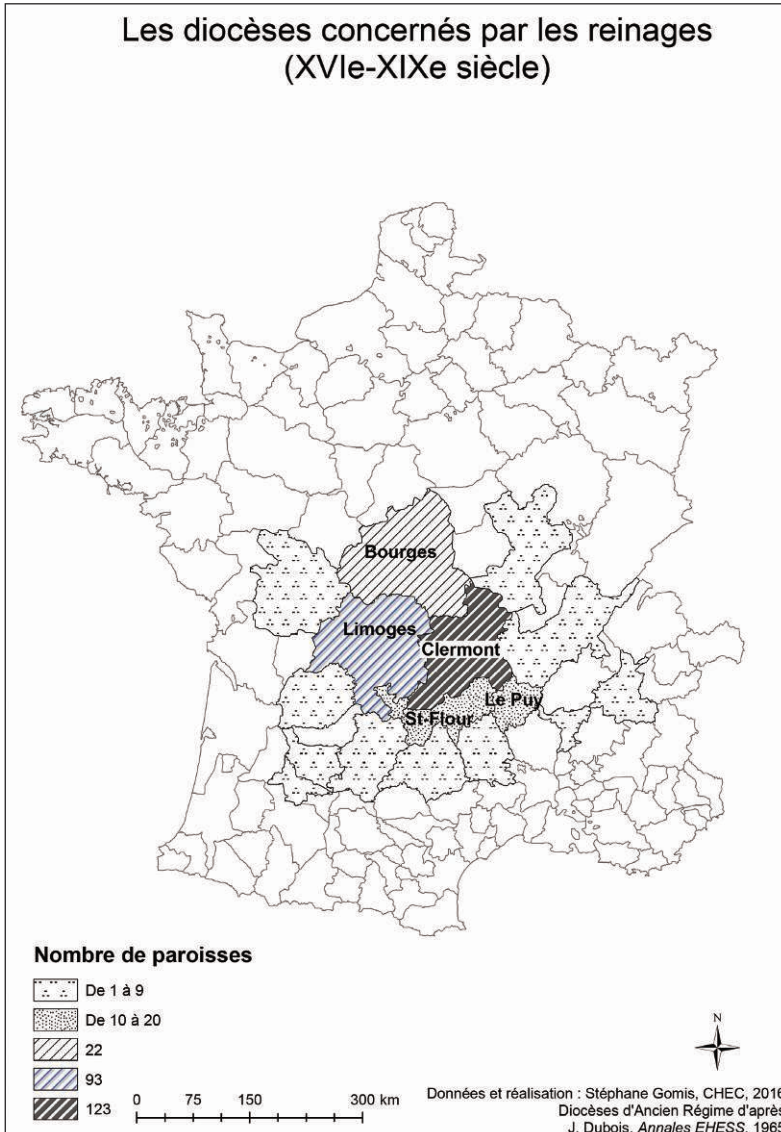 Les diocèses concernés par les reinages
(XVIe-XIXe siècle)
Bourges
Limoges
Clermont
Le Puy
St-Flour
Nombre de paroisses
De 1 à 9
De 10 à 20
22
93
123
0 75 150 300 km
N
Données et réalisation : Stéphane Gomis, CHEC, 2016
Diocèses d'Ancien Régime d'après
J. Dubois, Annales EHESS, 1965